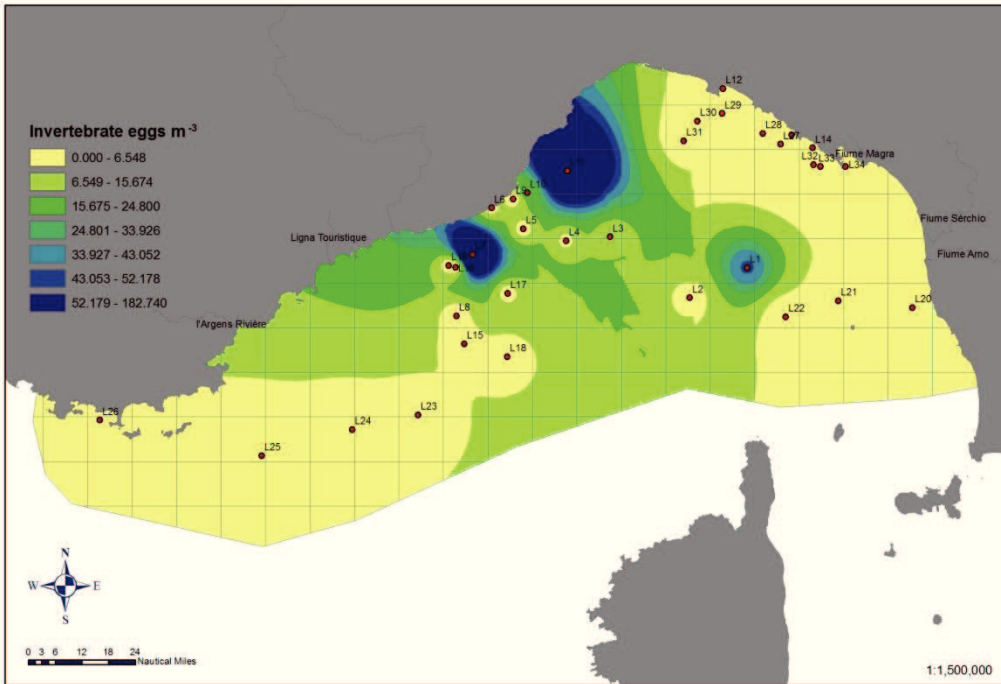 Invertebrate eggs m⁻³
0.000 - 6.548
6.549 - 15.674
15.675 - 24.800
24.801 - 33.926
33.927 - 43.052
43.053 - 52.178
52.179 - 182.740
L12
L29
L30
L31
L28
L27
L14
L32
L33
Fiume Magra
L34
L10
L9
L6
L5
L4
L3
Ligna Touristique
Fiume Sérchio
Fiume Arno
L1
L2
L17
L8
L21
L20
L22
l'Argens Rivière
L15
L18
L26
L23
L24
L25
N
W
E
S
0 3 6 12 18 24
Nautical Miles
1:1,500,000